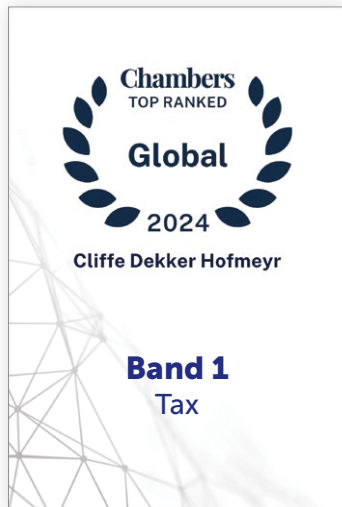 Chambers
TOP RANKED
Global
2024
Cliffe Dekker Hofmeyr
Band 1
Tax